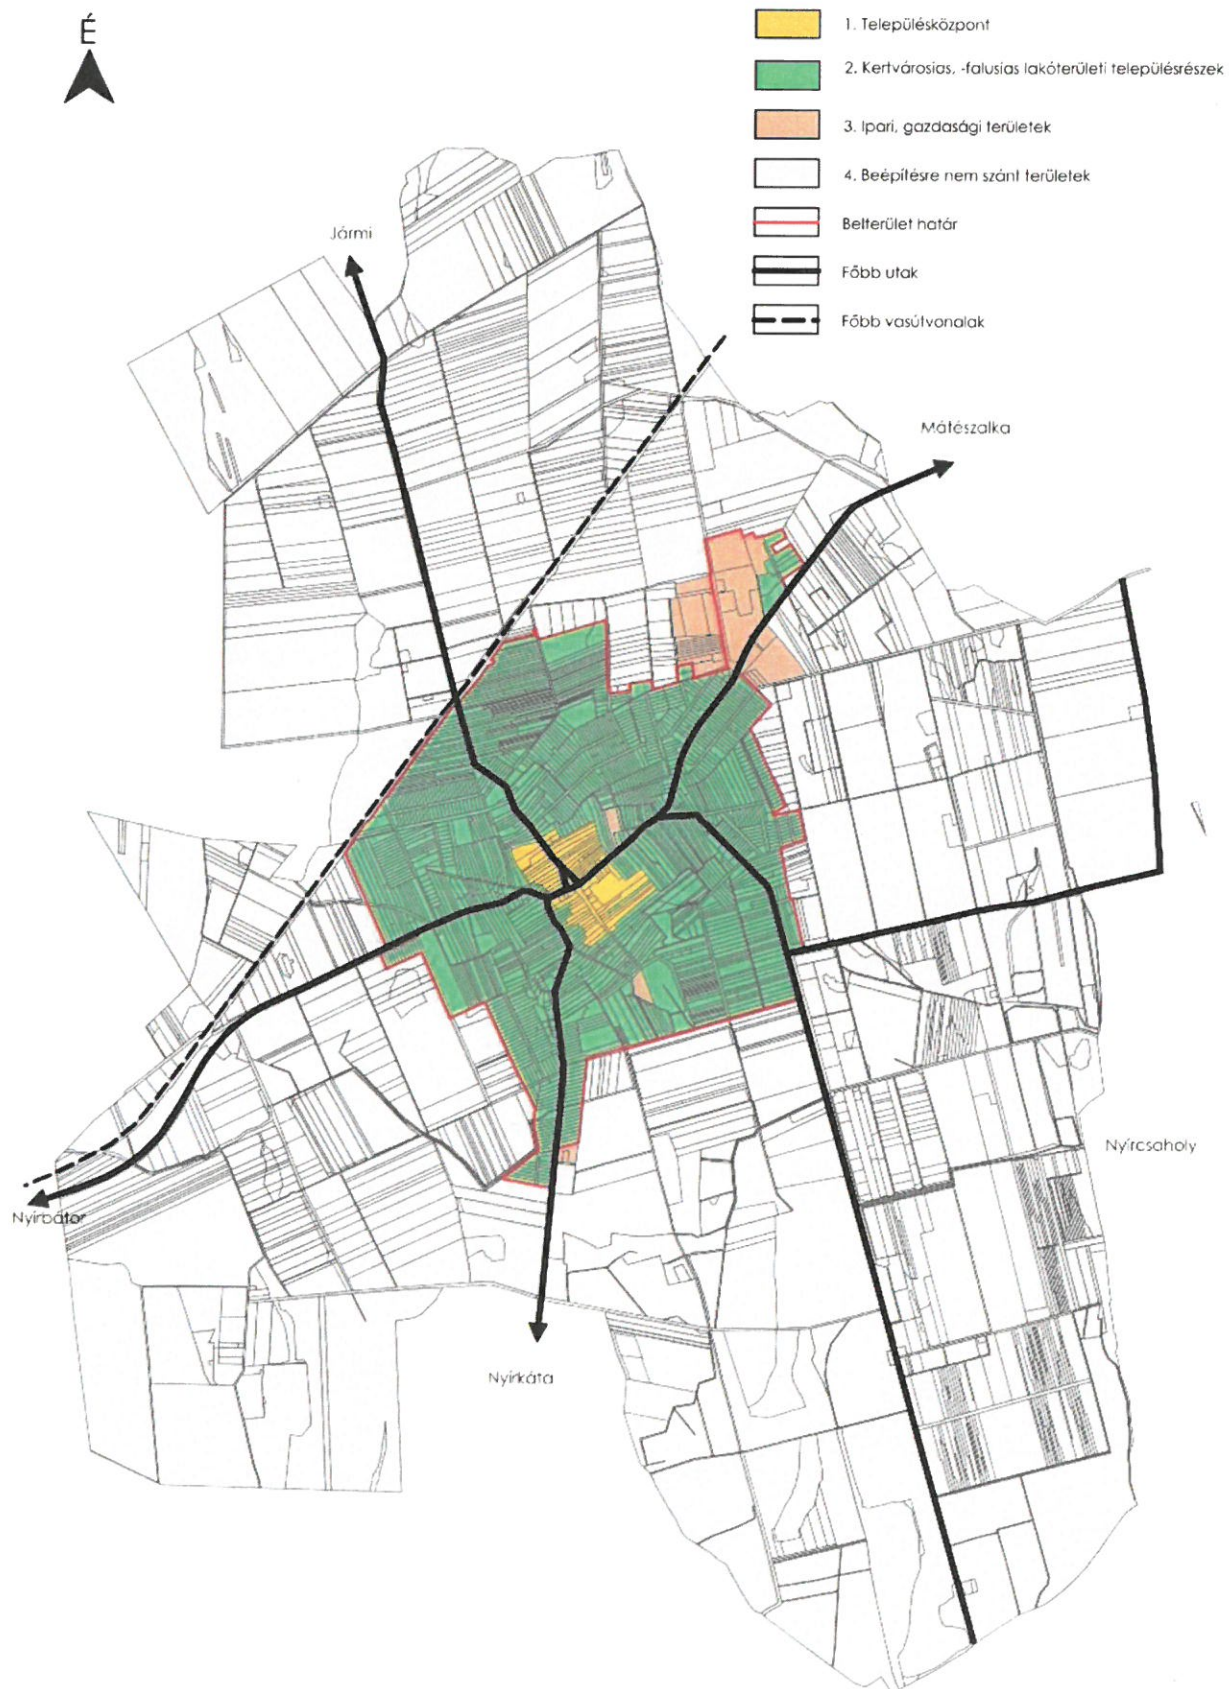 É
1. Településközpont
2. Kertvárosias, -falusias lakóterületi településrészek
3. Ipari, gazdasági területek
4. Beépítésre nem szánt területek
Belterület határ
Főbb utak
Főbb vasútvonalak
Jármi
Mátészalka
Nyírcsaholy
Nyírbátor
Nyírkáta